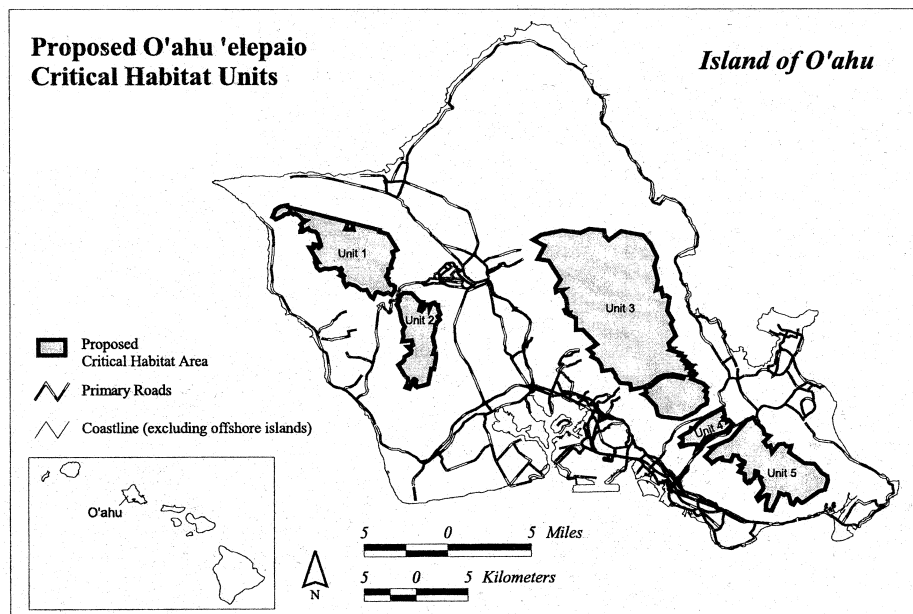 Proposed O'ahu 'elepaio
Critical Habitat Units
Island of O'ahu
Unit 1
Unit 2
Unit 3
Unit 4
Unit 5
Proposed
Critical Habitat Area
Primary Roads
Coastline (excluding offshore islands)
O'ahu
N
5 0 5 Miles
5 0 5 Kilometers